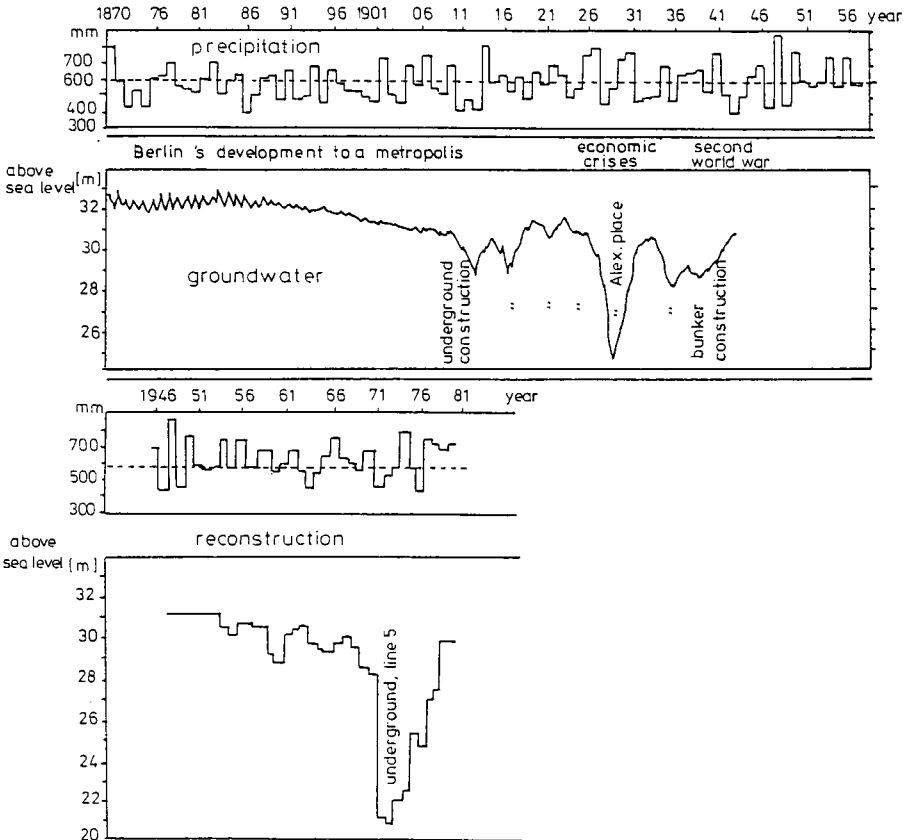 1870 76 81 86 91 96 1901 06 11 16 21 26 31 36 41 46 51 56 year
mm
precipitation
700
600
400
300
Berlin's development to a metropolis
economic crises
second world war
above sea level [m]
32
30
28
26
groundwater
underground construction
"
"
"
Alex. place
"
"
bunker construction
1946 51 56 61 66 71 76 81 year
mm
700
500
300
above sea level [m]
reconstruction
32
30
28
26
24
22
20
underground, line 5